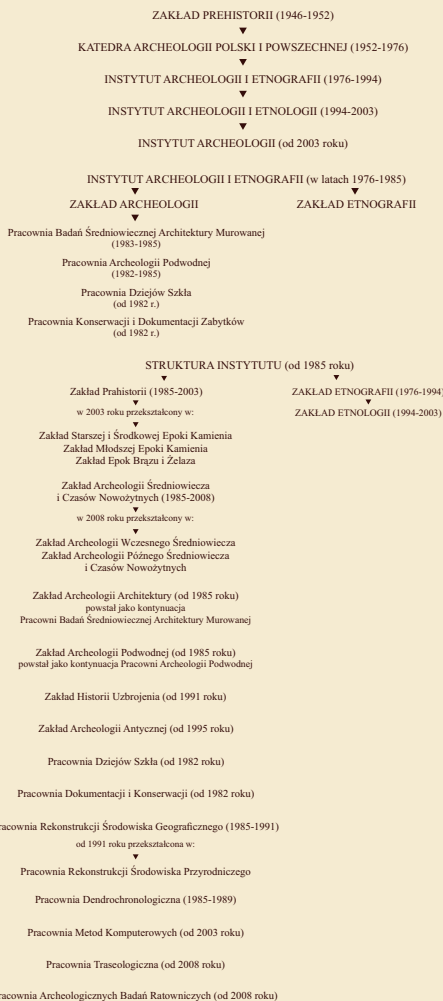 ZAKŁAD PREHISTORII (1946-1952)
KATEDRA ARCHEOLOGII POLSKI I POWSZECHNEJ (1952-1976)
INSTYTUT ARCHEOLOGII I ETNOGRAFII (1976-1994)
INSTYTUT ARCHEOLOGII I ETNOLOGII (1994-2003)
INSTYTUT ARCHEOLOGII (od 2003 roku)
INSTYTUT ARCHEOLOGII I ETNOGRAFII (w latach 1976-1985)
ZAKŁAD ARCHEOLOGII
ZAKŁAD ETNOGRAFII
Pracownia Badań Średniowiecznej Architektury Murowanej
(1983-1985)
Pracownia Archeologii Podwodnej
(1982-1985)
Pracownia Dziejów Szkła
(od 1982 r.)
Pracownia Konserwacji i Dokumentacji Zabytków
(od 1982 r.)
STRUKTURA INSTYTUTU (od 1985 roku)
Zakład Prahistorii (1985-2003)
w 2003 roku przekształcony w:
Zakład Starszej i Środkowej Epoki Kamienia
Zakład Młodszej Epoki Kamienia
Zakład Epok Brązu i Żelaza
ZAKŁAD ETNOGRAFII (1976-1994)
ZAKŁAD ETNOLOGII (1994-2003)
Zakład Archeologii Średniowiecza
i Czasów Nowożytnych (1985-2008)
w 2008 roku przekształcony w:
Zakład Archeologii Wczesnego Średniowiecza
Zakład Archeologii Późnego Średniowiecza
i Czasów Nowożytnych
Zakład Archeologii Architektury (od 1985 roku)
powstał jako kontynuacja
Pracowni Badań Średniowiecznej Architektury Murowanej
Zakład Archeologii Podwodnej (od 1985 roku)
powstał jako kontynuacja Pracowni Archeologii Podwodnej
Zakład Historii Uzbrojenia (od 1991 roku)
Zakład Archeologii Antycznej (od 1995 roku)
Pracownia Dziejów Szkła (od 1982 roku)
Pracownia Dokumentacji i Konserwacji (od 1982 roku)
racownia Rekonstrukcji Środowiska Geograficznego (1985-1991)
od 1991 roku przekształcona w:
Pracownia Rekonstrukcji Środowiska Przyrodniczego
Pracownia Dendrochronologiczna (1985-1989)
Pracownia Metod Komputerowych (od 2003 roku)
Pracownia Traseologiczna (od 2008 roku)
racownia Archeologicznych Badań Ratowniczych (od 2008 roku)